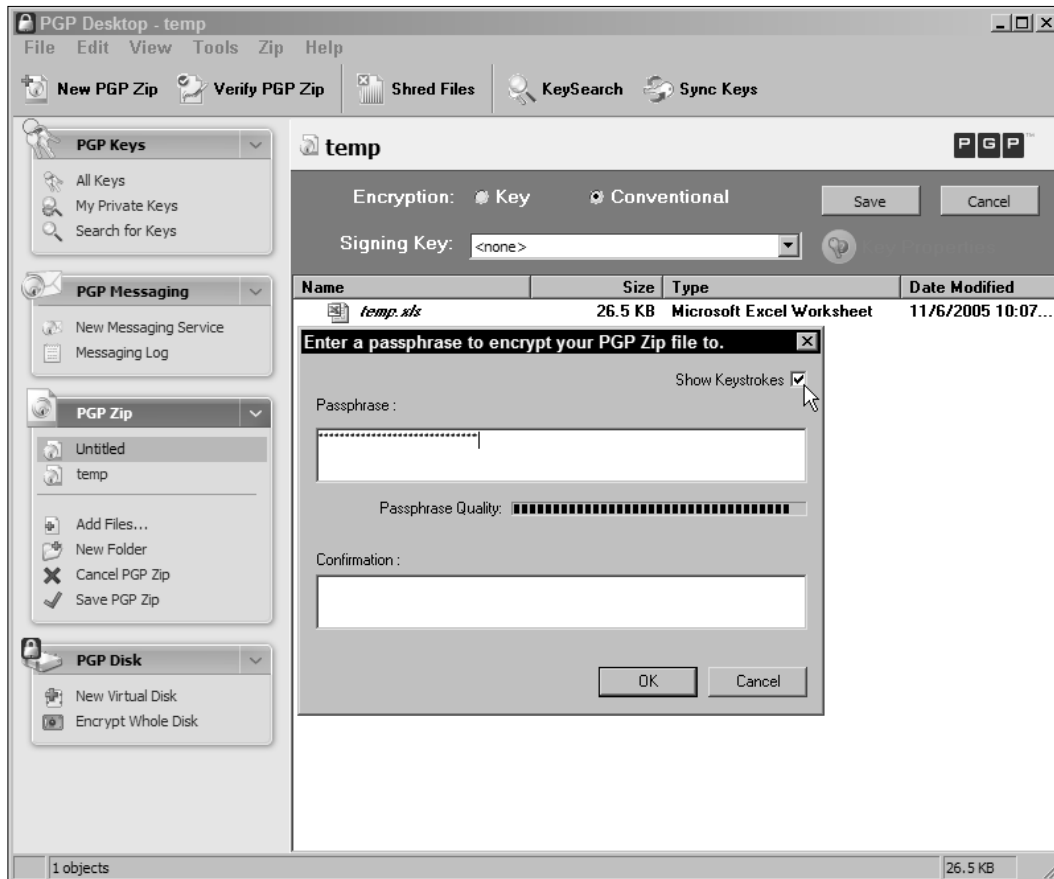 PGP Desktop - temp
File Edit View Tools Zip Help
New PGP Zip Verify PGP Zip Shred Files KeySearch Sync Keys
PGP Keys
All Keys
My Private Keys
Search for Keys
PGP Messaging
New Messaging Service
Messaging Log
PGP Zip
Untitled
temp
Add Files...
New Folder
Cancel PGP Zip
Save PGP Zip
PGP Disk
New Virtual Disk
Encrypt Whole Disk
temp
PGP™
Encryption: Key Conventional Save Cancel
Signing Key: <none> Key Properties
Name Size Type Date Modified
temp.xls 26.5 KB Microsoft Excel Worksheet 11/6/2005 10:07...
Enter a passphrase to encrypt your PGP Zip file to.
Show Keystrokes
Passphrase :
Passphrase Quality:
Confirmation :
OK Cancel
1 objects 26.5 KB